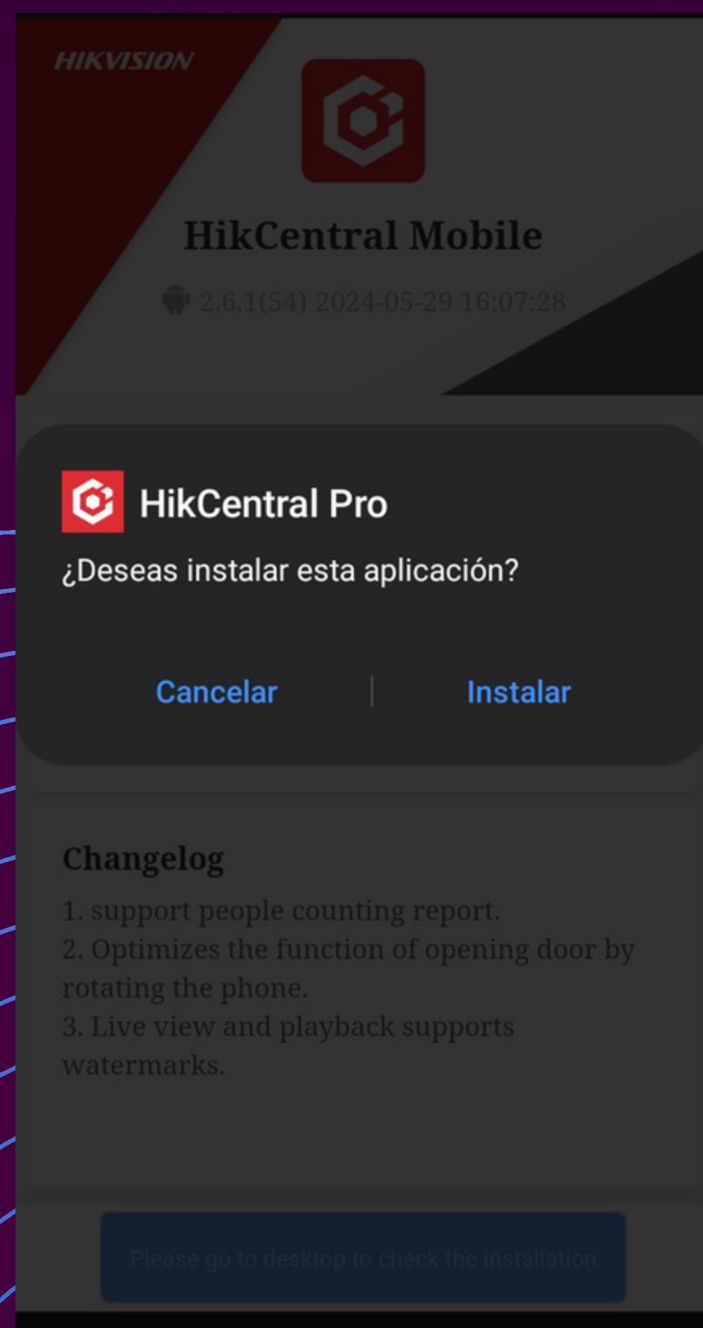 HIKVISION
HikCentral Mobile
2.6.1(54) 2024-05-29 16:07:28
HikCentral Pro
¿Deseas instalar esta aplicación?
Cancelar | Instalar
Changelog
1. support people counting report.
2. Optimizes the function of opening door by
rotating the phone.
3. Live view and playback supports
watermarks.
Please go to desktop to check the installation